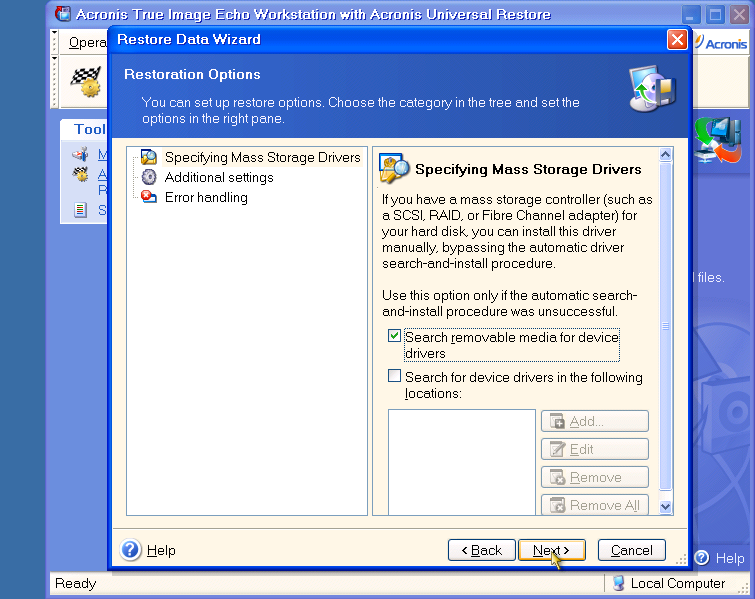 Acronis True Image Echo Workstation with Acronis Universal Restore
Opera
Acronis
Restore Data Wizard
Restoration Options
You can set up restore options. Choose the category in the tree and set the
options in the right pane.
Tool
M
A
R
S
Specifying Mass Storage Drivers
Additional settings
Error handling
Specifying Mass Storage Drivers
If you have a mass storage controller (such as
a SCSI, RAID, or Fibre Channel adapter) for
your hard disk, you can install this driver
manually, bypassing the automatic driver
search-and-install procedure.
Use this option only if the automatic search-
and-install procedure was unsuccessful.
Search removable media for device
drivers
Search for device drivers in the following
locations:
Add...
Edit
Remove
Remove All
files.
Help
< Back
Next >
Cancel
Help
Ready
Local Computer